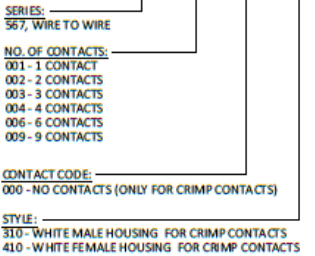 SERIES:
567, WIRE TO WIRE
NO. OF CONTACTS:
001 - 1 CONTACT
002 - 2 CONTACTS
003 - 3 CONTACTS
004 - 4 CONTACTS
006 - 6 CONTACTS
009 - 9 CONTACTS
CONTACT CODE:
000 - NO CONTACTS (ONLY FOR CRIMP CONTACTS)
STYLE:
310 - WHITE MALE HOUSING FOR CRIMP CONTACTS
410 - WHITE FEMALE HOUSING FOR CRIMP CONTACTS